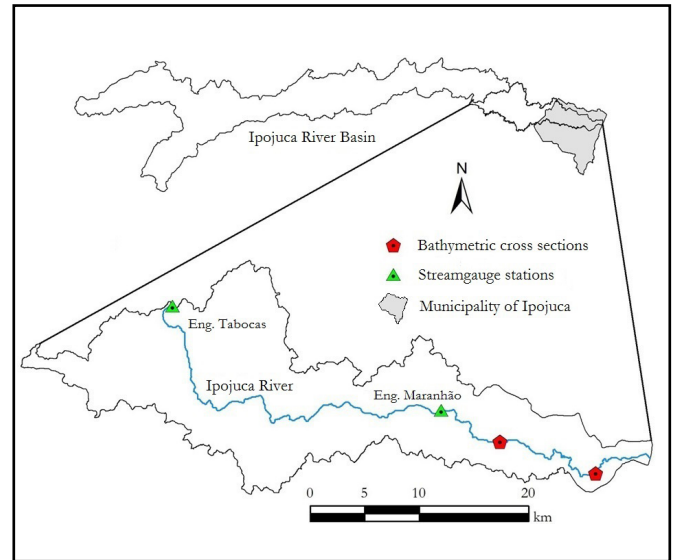 Ipojuca River Basin
N
Bathymetric cross sections
Streamgauge stations
Municipality of Ipojuca
Eng. Tabocas
Ipojuca River
Eng. Maranhão
0 5 10 20
km